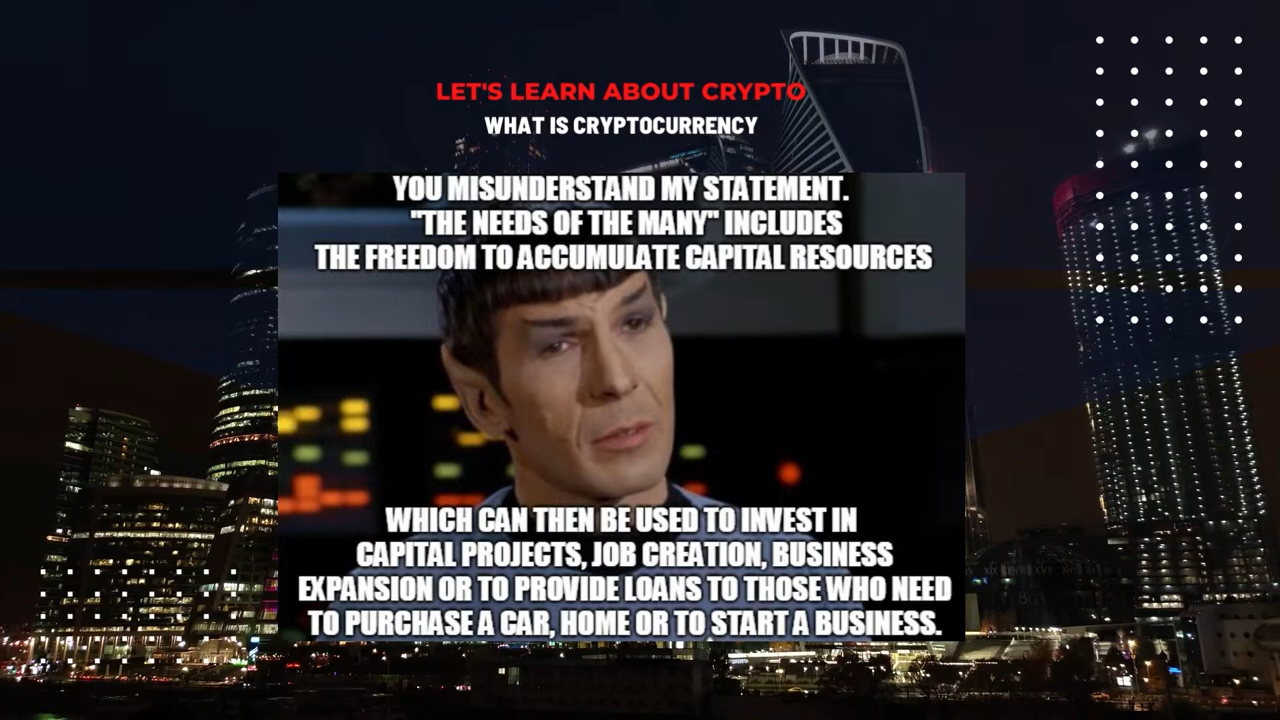 LET'S LEARN ABOUT CRYPTO
WHAT IS CRYPTOCURRENCY
YOU MISUNDERSTAND MY STATEMENT.
"THE NEEDS OF THE MANY" INCLUDES
THE FREEDOM TO ACCUMULATE CAPITAL RESOURCES
WHICH CAN THEN BE USED TO INVEST IN
CAPITAL PROJECTS, JOB CREATION, BUSINESS
EXPANSION OR TO PROVIDE LOANS TO THOSE WHO NEED
TO PURCHASE A CAR, HOME OR TO START A BUSINESS.